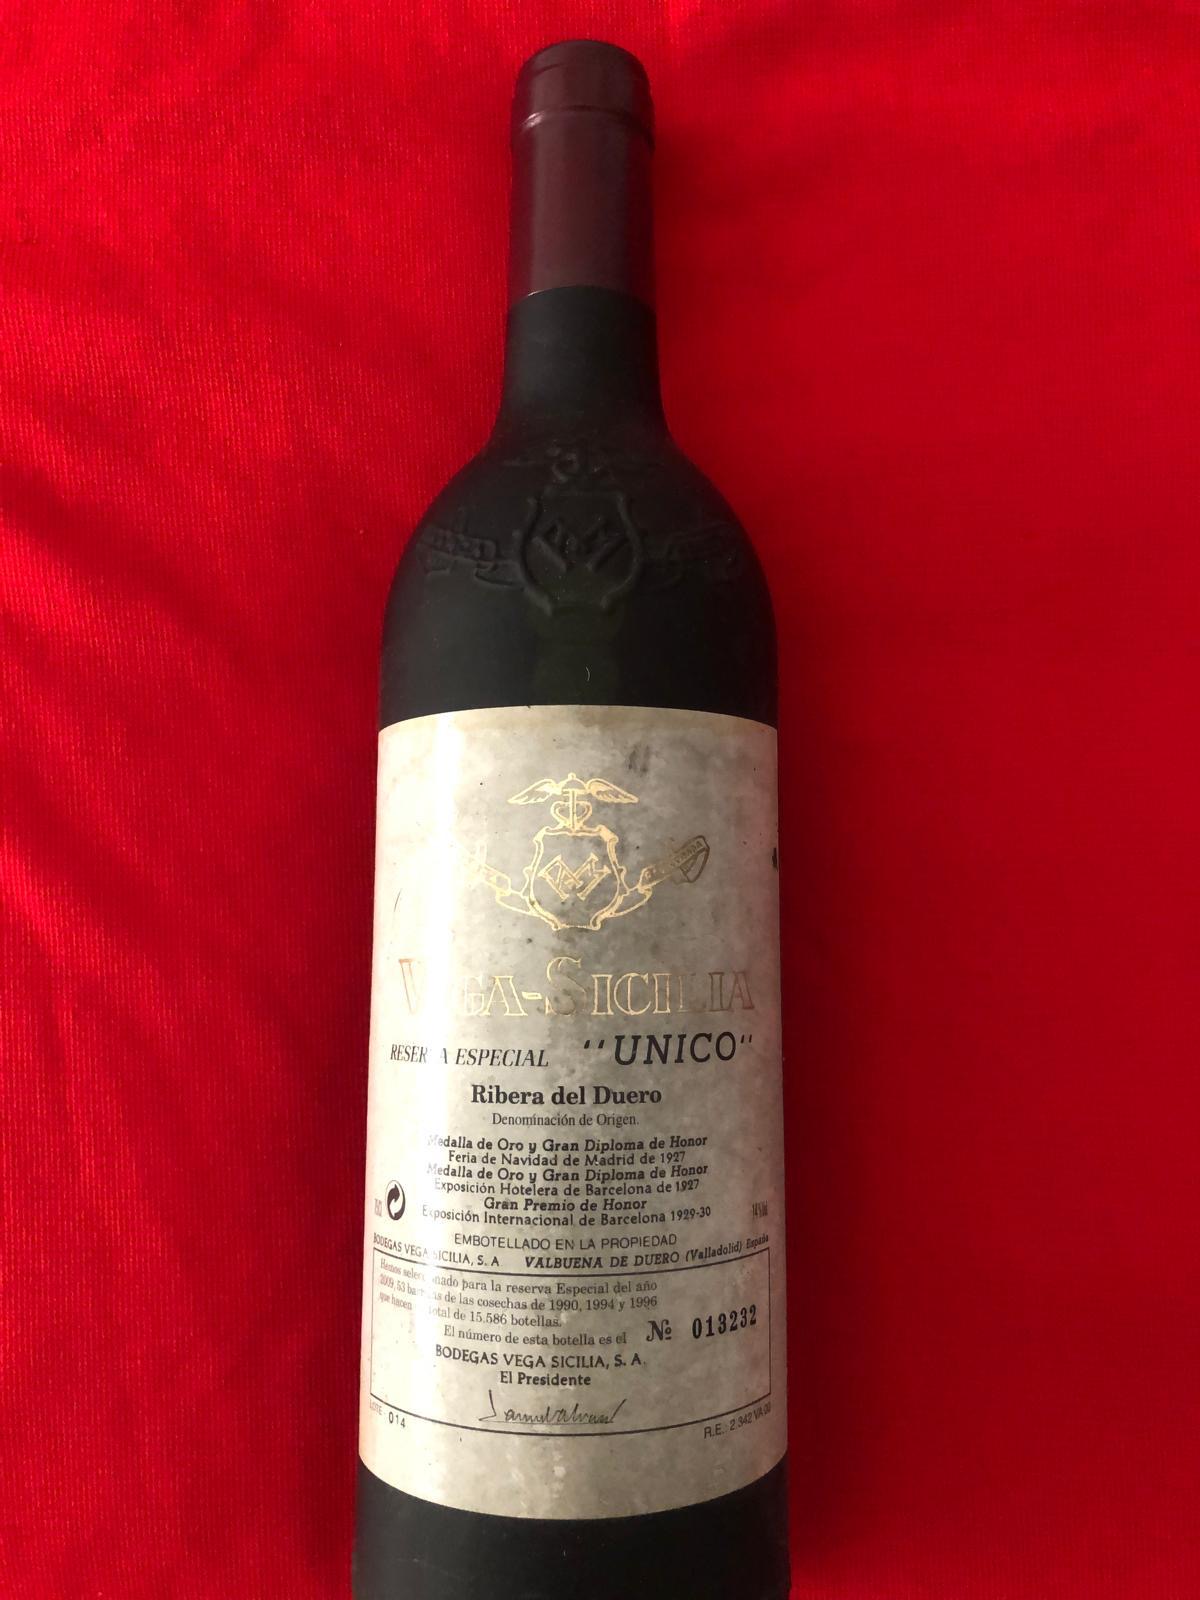 VEGA-SICILIA
RESERVA ESPECIAL "UNICO"
Ribera del Duero
Denominación de Origen.
Medalla de Oro y Gran Diploma de Honor
Feria de Navidad de Madrid de 1927
Medalla de Oro y Gran Diploma de Honor
Exposición Hotelera de Barcelona de 1927
Gran Premio de Honor
Exposición Internacional de Barcelona 1929-30
EMBOTELLADO EN LA PROPIEDAD
BODEGAS VEGA SICILIA, S. A VALBUENA DE DUERO (Valladolid) España
Hemos seleccionado para la reserva Especial del año
2009, 53 barricas de las cosechas de 1990, 1994 y 1996
que hacen total de 15.586 botellas.
El número de esta botella es el Nº 013232
BODEGAS VEGA SICILIA, S. A.
El Presidente
LOTE: 014
R.E.: 2.342 VA 00